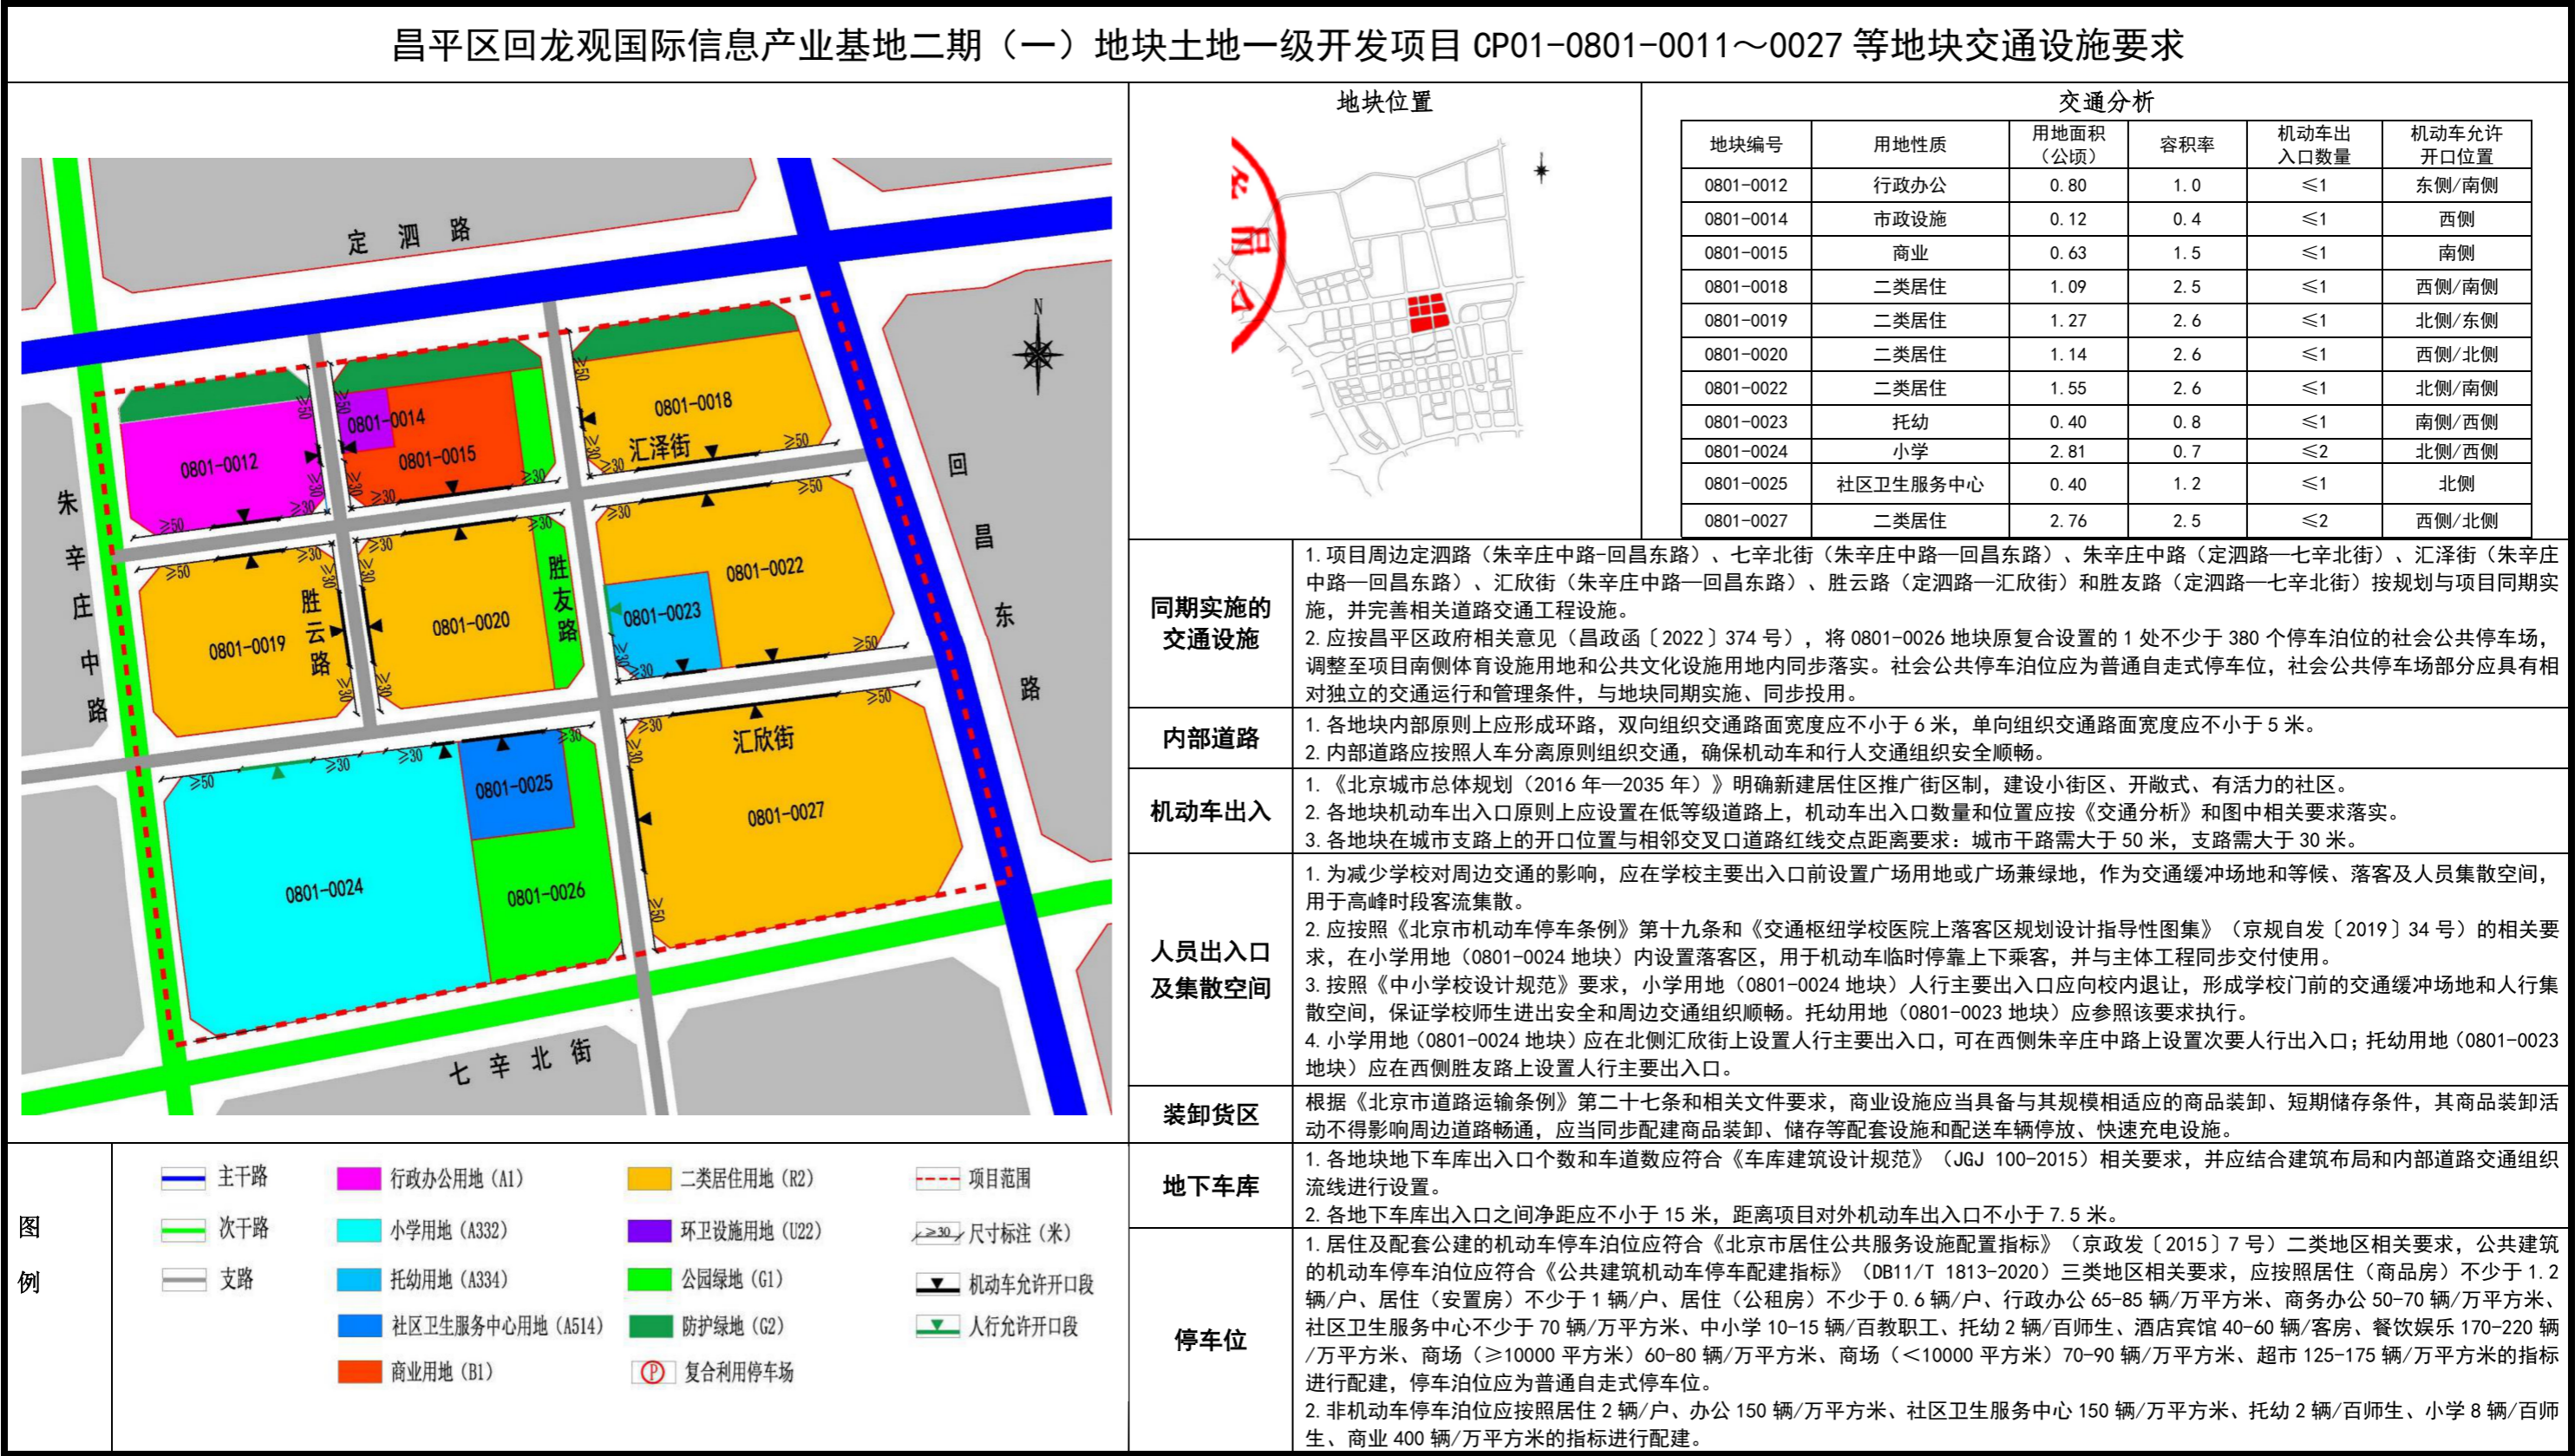 昌平区回龙观国际信息产业基地二期（一）地块土地一级开发项目 CP01-0801-0011～0027 等地块交通设施要求
定泗路
朱辛庄中路
回昌东路
七辛北街
汇泽街
汇欣街
胜云路
胜友路
N
0801-0012
0801-0014
0801-0015
0801-0018
0801-0019
0801-0020
0801-0022
0801-0023
0801-0024
0801-0025
0801-0026
0801-0027
≥50
≥30
地块位置
交通分析
地块编号 用地性质 用地面积（公顷） 容积率 机动车出入口数量 机动车允许开口位置
0801-0012 行政办公 0.80 1.0 ≤1 东侧/南侧
0801-0014 市政设施 0.12 0.4 ≤1 西侧
0801-0015 商业 0.63 1.5 ≤1 南侧
0801-0018 二类居住 1.09 2.5 ≤1 西侧/南侧
0801-0019 二类居住 1.27 2.6 ≤1 北侧/东侧
0801-0020 二类居住 1.14 2.6 ≤1 西侧/北侧
0801-0022 二类居住 1.55 2.6 ≤1 北侧/南侧
0801-0023 托幼 0.40 0.8 ≤1 南侧/西侧
0801-0024 小学 2.81 0.7 ≤2 北侧/西侧
0801-0025 社区卫生服务中心 0.40 1.2 ≤1 北侧
0801-0027 二类居住 2.76 2.5 ≤2 西侧/北侧
同期实施的
交通设施
1.项目周边定泗路（朱辛庄中路-回昌东路）、七辛北街（朱辛庄中路—回昌东路）、朱辛庄中路（定泗路—七辛北街）、汇泽街（朱辛庄
中路—回昌东路）、汇欣街（朱辛庄中路—回昌东路）、胜云路（定泗路—汇欣街）和胜友路（定泗路—七辛北街）按规划与项目同期实
施，并完善相关道路交通工程设施。
2.应按昌平区政府相关意见（昌政函〔2022〕374 号），将 0801-0026 地块原复合设置的 1 处不少于 380 个停车泊位的社会公共停车场，
调整至项目南侧体育设施用地和公共文化设施用地内同步落实。社会公共停车泊位应为普通自走式停车位，社会公共停车场部分应具有相
对独立的交通运行和管理条件，与地块同期实施、同步投用。
内部道路
1.各地块内部原则上应形成环路，双向组织交通路面宽度应不小于 6 米，单向组织交通路面宽度应不小于 5 米。
2.内部道路应按照人车分离原则组织交通，确保机动车和行人交通组织安全顺畅。
机动车出入
1.《北京城市总体规划（2016 年—2035 年）》明确新建居住区推广街区制，建设小街区、开敞式、有活力的社区。
2.各地块机动车出入口原则上应设置在低等级道路上，机动车出入口数量和位置应按《交通分析》和图中相关要求落实。
3.各地块在城市支路上的开口位置与相邻交叉口道路红线交点距离要求：城市干路需大于 50 米，支路需大于 30 米。
人员出入口
及集散空间
1.为减少学校对周边交通的影响，应在学校主要出入口前设置广场用地或广场兼绿地，作为交通缓冲场地和等候、落客及人员集散空间，
用于高峰时段客流集散。
2.应按照《北京市机动车停车条例》第十九条和《交通枢纽学校医院上落客区规划设计指导性图集》（京规自发〔2019〕34 号）的相关要
求，在小学用地（0801-0024 地块）内设置落客区，用于机动车临时停靠上下乘客，并与主体工程同步交付使用。
3.按照《中小学校设计规范》要求，小学用地（0801-0024 地块）人行主要出入口应向校内退让，形成学校门前的交通缓冲场地和人行集
散空间，保证学校师生进出安全和周边交通组织顺畅。托幼用地（0801-0023 地块）应参照该要求执行。
4.小学用地（0801-0024 地块）应在北侧汇欣街上设置人行主要出入口，可在西侧朱辛庄中路上设置次要人行出入口；托幼用地（0801-0023
地块）应在西侧胜友路上设置人行主要出入口。
装卸货区
根据《北京市道路运输条例》第二十七条和相关文件要求，商业设施应当具备与其规模相适应的商品装卸、短期储存条件，其商品装卸活
动不得影响周边道路畅通，应当同步配建商品装卸、储存等配套设施和配送车辆停放、快速充电设施。
地下车库
1.各地块地下车库出入口个数和车道数应符合《车库建筑设计规范》（JGJ 100-2015）相关要求，并应结合建筑布局和内部道路交通组织
流线进行设置。
2.各地下车库出入口之间净距应不小于 15 米，距离项目对外机动车出入口不小于 7.5 米。
停车位
1.居住及配套公建的机动车停车泊位应符合《北京市居住公共服务设施配置指标》（京政发〔2015〕7 号）二类地区相关要求，公共建筑
的机动车停车泊位应符合《公共建筑机动车停车配建指标》（DB11/T 1813-2020）三类地区相关要求，应按照居住（商品房）不少于 1.2
辆/户、居住（安置房）不少于 1 辆/户、居住（公租房）不少于 0.6 辆/户、行政办公 65-85 辆/万平方米、商务办公 50-70 辆/万平方米、
社区卫生服务中心不少于 70 辆/万平方米、中小学 10-15 辆/百教职工、托幼 2 辆/百师生、酒店宾馆 40-60 辆/客房、餐饮娱乐 170-220 辆
/万平方米、商场（≥10000 平方米）60-80 辆/万平方米、商场（＜10000 平方米）70-90 辆/万平方米、超市 125-175 辆/万平方米的指标
进行配建，停车泊位应为普通自走式停车位。
2.非机动车停车泊位应按照居住 2 辆/户、办公 150 辆/万平方米、社区卫生服务中心 150 辆/万平方米、托幼 2 辆/百师生、小学 8 辆/百师
生、商业 400 辆/万平方米的指标进行配建。
图例
主干路 行政办公用地（A1） 二类居住用地（R2） 项目范围
次干路 小学用地（A332） 环卫设施用地（U22） ≥30 尺寸标注（米）
支路 托幼用地（A334） 公园绿地（G1） 机动车允许开口段
社区卫生服务中心用地（A514） 防护绿地（G2） 人行允许开口段
商业用地（B1） P 复合利用停车场